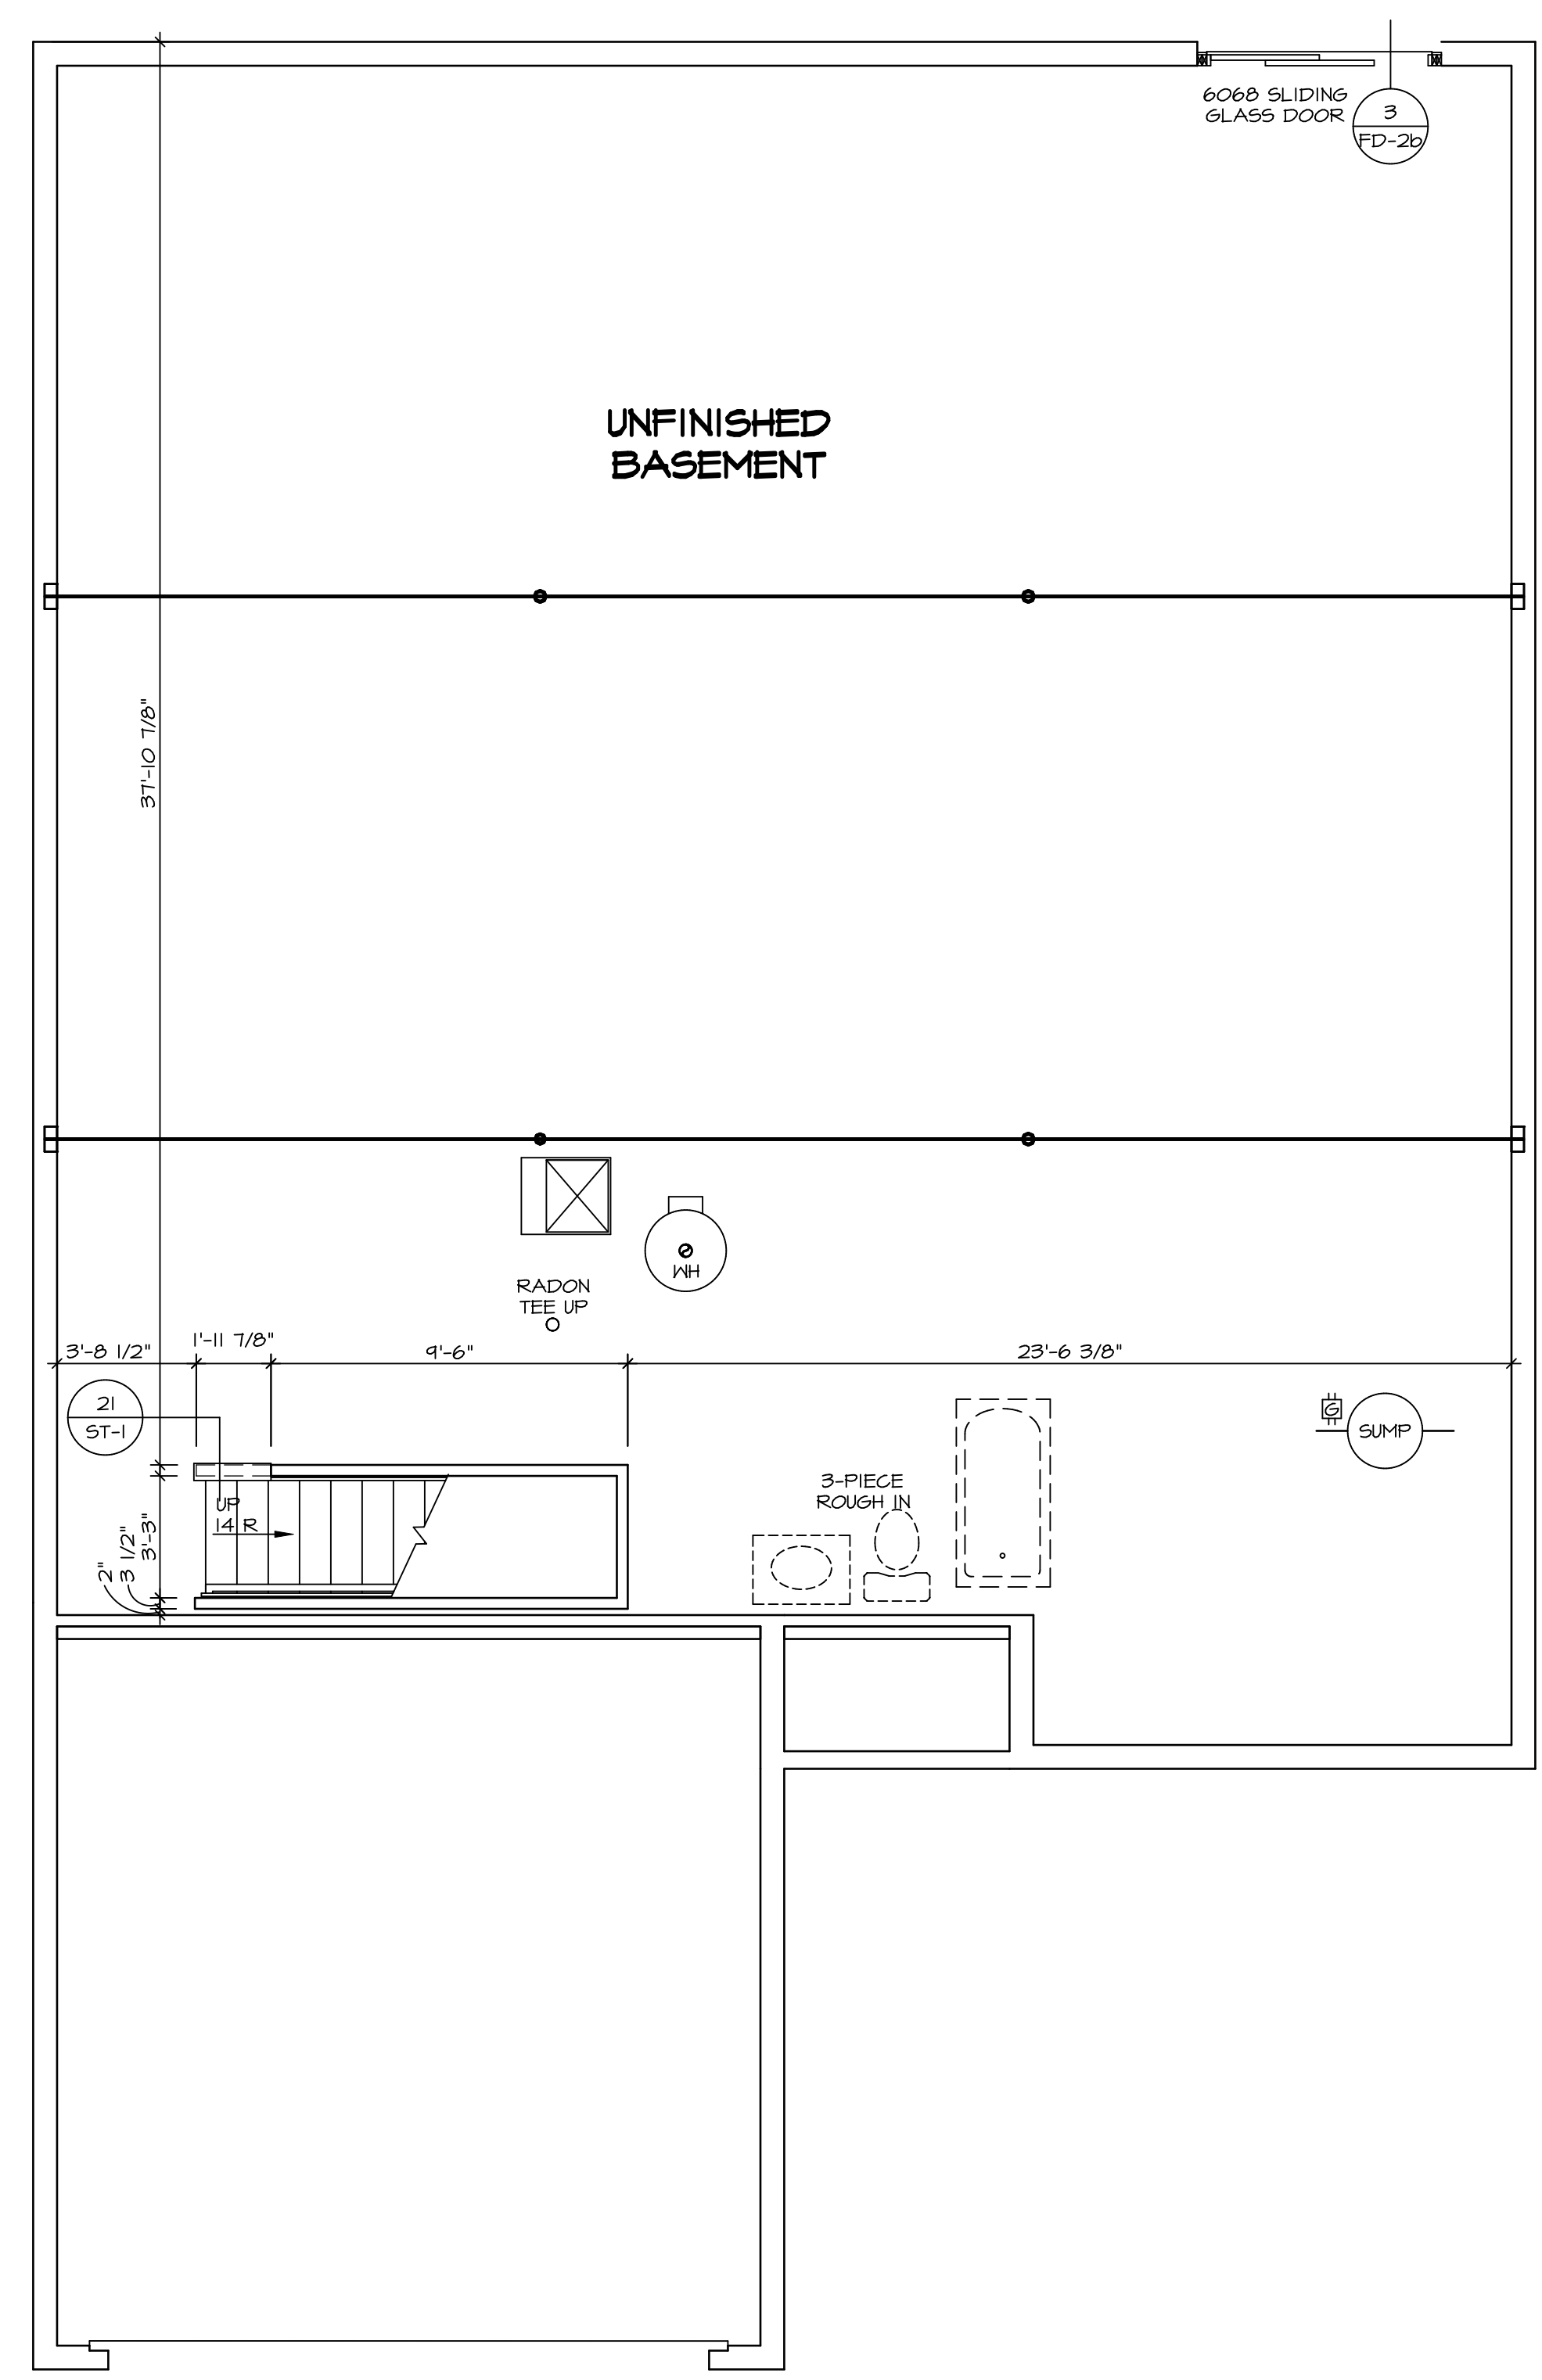 6068 SLIDING
GLASS DOOR
3
FD-2b
UNFINISHED
BASEMENT
37'-10 7/8"
WH
RADON
TEE UP
3'-8 1/2"
1'-11 7/8"
9'-6"
23'-6 3/8"
21
ST-1
G
SUMP
3-PIECE
ROUGH IN
UP
14 R
2"
3 1/2"
3'-3"